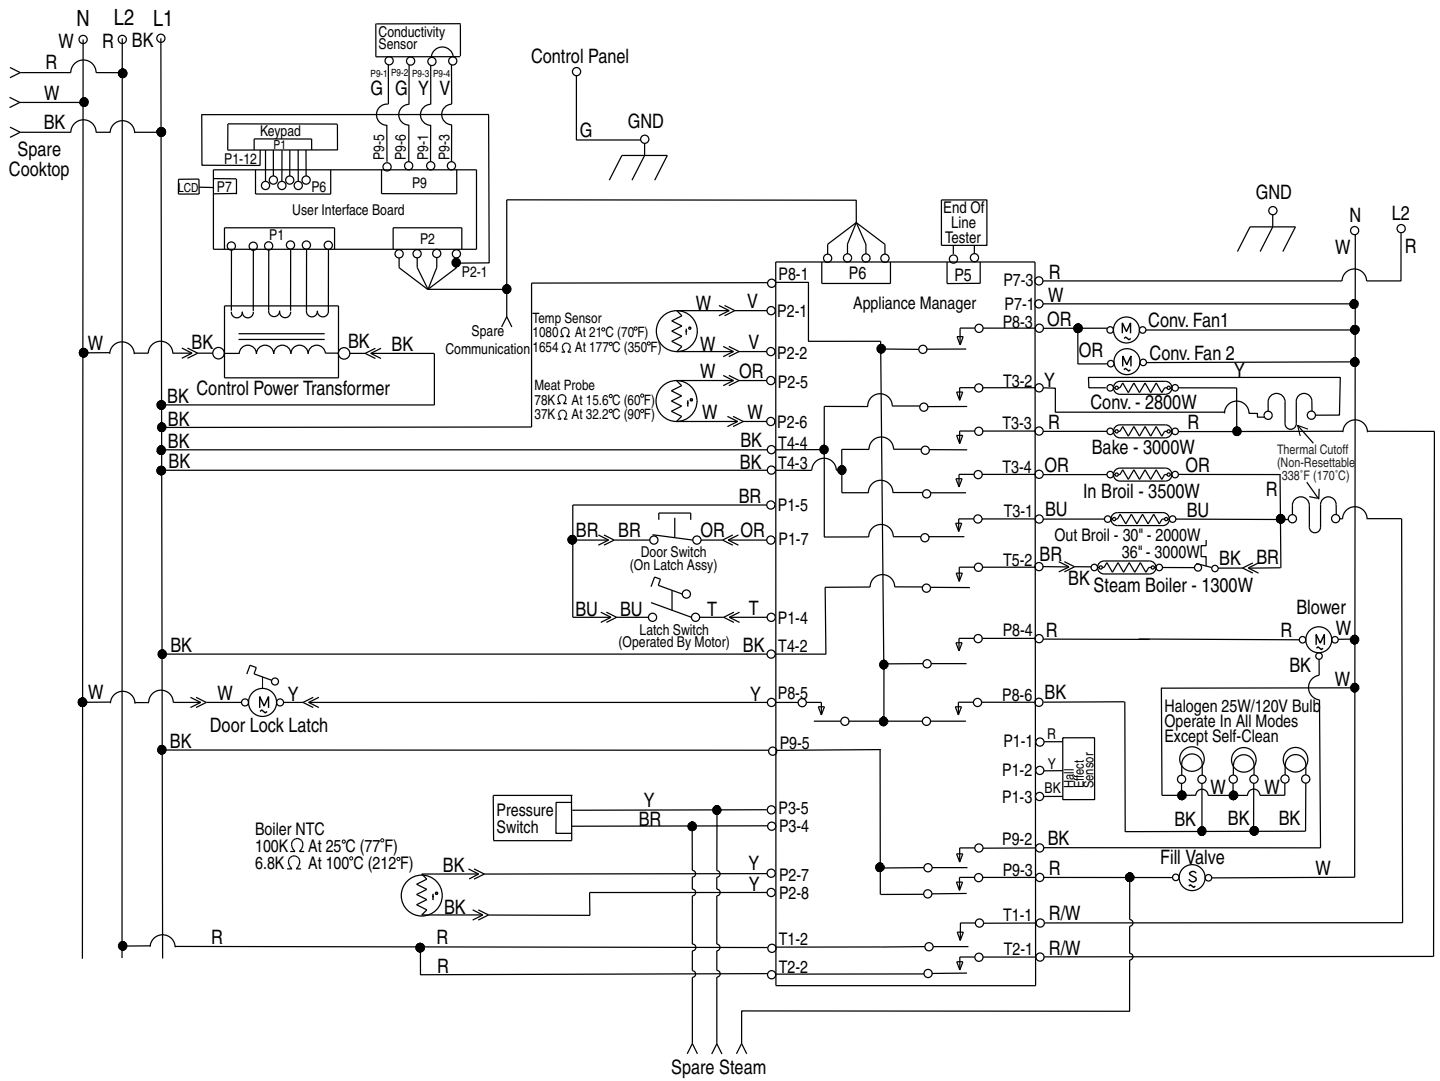 N L2 L1
W R BK
R
W
BK
Spare
Cooktop
Conductivity
Sensor
P9-1 P9-2 P9-3 P9-4
G G Y V
P9-5 P9-6 P9-1 P9-3
Keypad
P1
P1-12
LCD P7 P6 P9
User Interface Board
P1 P2
P2-1
Control Panel
G
GND
W BK BK BK
Control Power Transformer
Spare
Communication
BK
BK
BK
BK
Temp Sensor
1080Ω At 21°C (70°F)
1654 Ω At 177°C (350°F)
W V
W V
Meat Probe
78KΩ At 15.6°C (60°F)
37K Ω At 32.2°C (90°F)
W OR
W W
BK
BK
BR
BR BR OR OR
Door Switch
(On Latch Assy)
BU BU T T
Latch Switch
(Operated By Motor)
BK BK
W W M Y Y
Door Lock Latch
BK
Pressure
Switch
Y
BR
Boiler NTC
100KΩ At 25°C (77°F)
6.8KΩ At 100°C (212°F)
BK Y
BK Y
R R
R
Spare Steam
End Of
Line
Tester
P6 P5
Appliance Manager
P8-1
P2-1
P2-2
P2-5
P2-6
T4-4
T4-3
P1-5
P1-7
P1-4
T4-2
P8-5
P9-5
P3-5
P3-4
P2-7
P2-8
T1-2
T2-2
GND
N L2
W R
P7-3 R
P7-1 W
P8-3 OR M Conv. Fan1
OR M Conv. Fan 2
T3-2 Y Y
Conv. - 2800W
T3-3 R R
Bake - 3000W
Thermal Cutoff
(Non-Resettable
338°F (170°C)
T3-4 OR OR
In Broil - 3500W
R
T3-1 BU BU
Out Broil - 30" - 2000W
36" - 3000W
T5-2 BR BK BK BR
Steam Boiler - 1300W
Blower
P8-4 R R M W
BK
W
P8-6 BK
Halogen 25W/120V Bulb
Operate In All Modes
Except Self-Clean
P1-1 R
P1-2 Y
P1-3 BK
Hall
Effect
Sensor
W W
BK BK BK
P9-2 BK
Fill Valve
P9-3 R S W
T1-1 R/W
T2-1 R/W